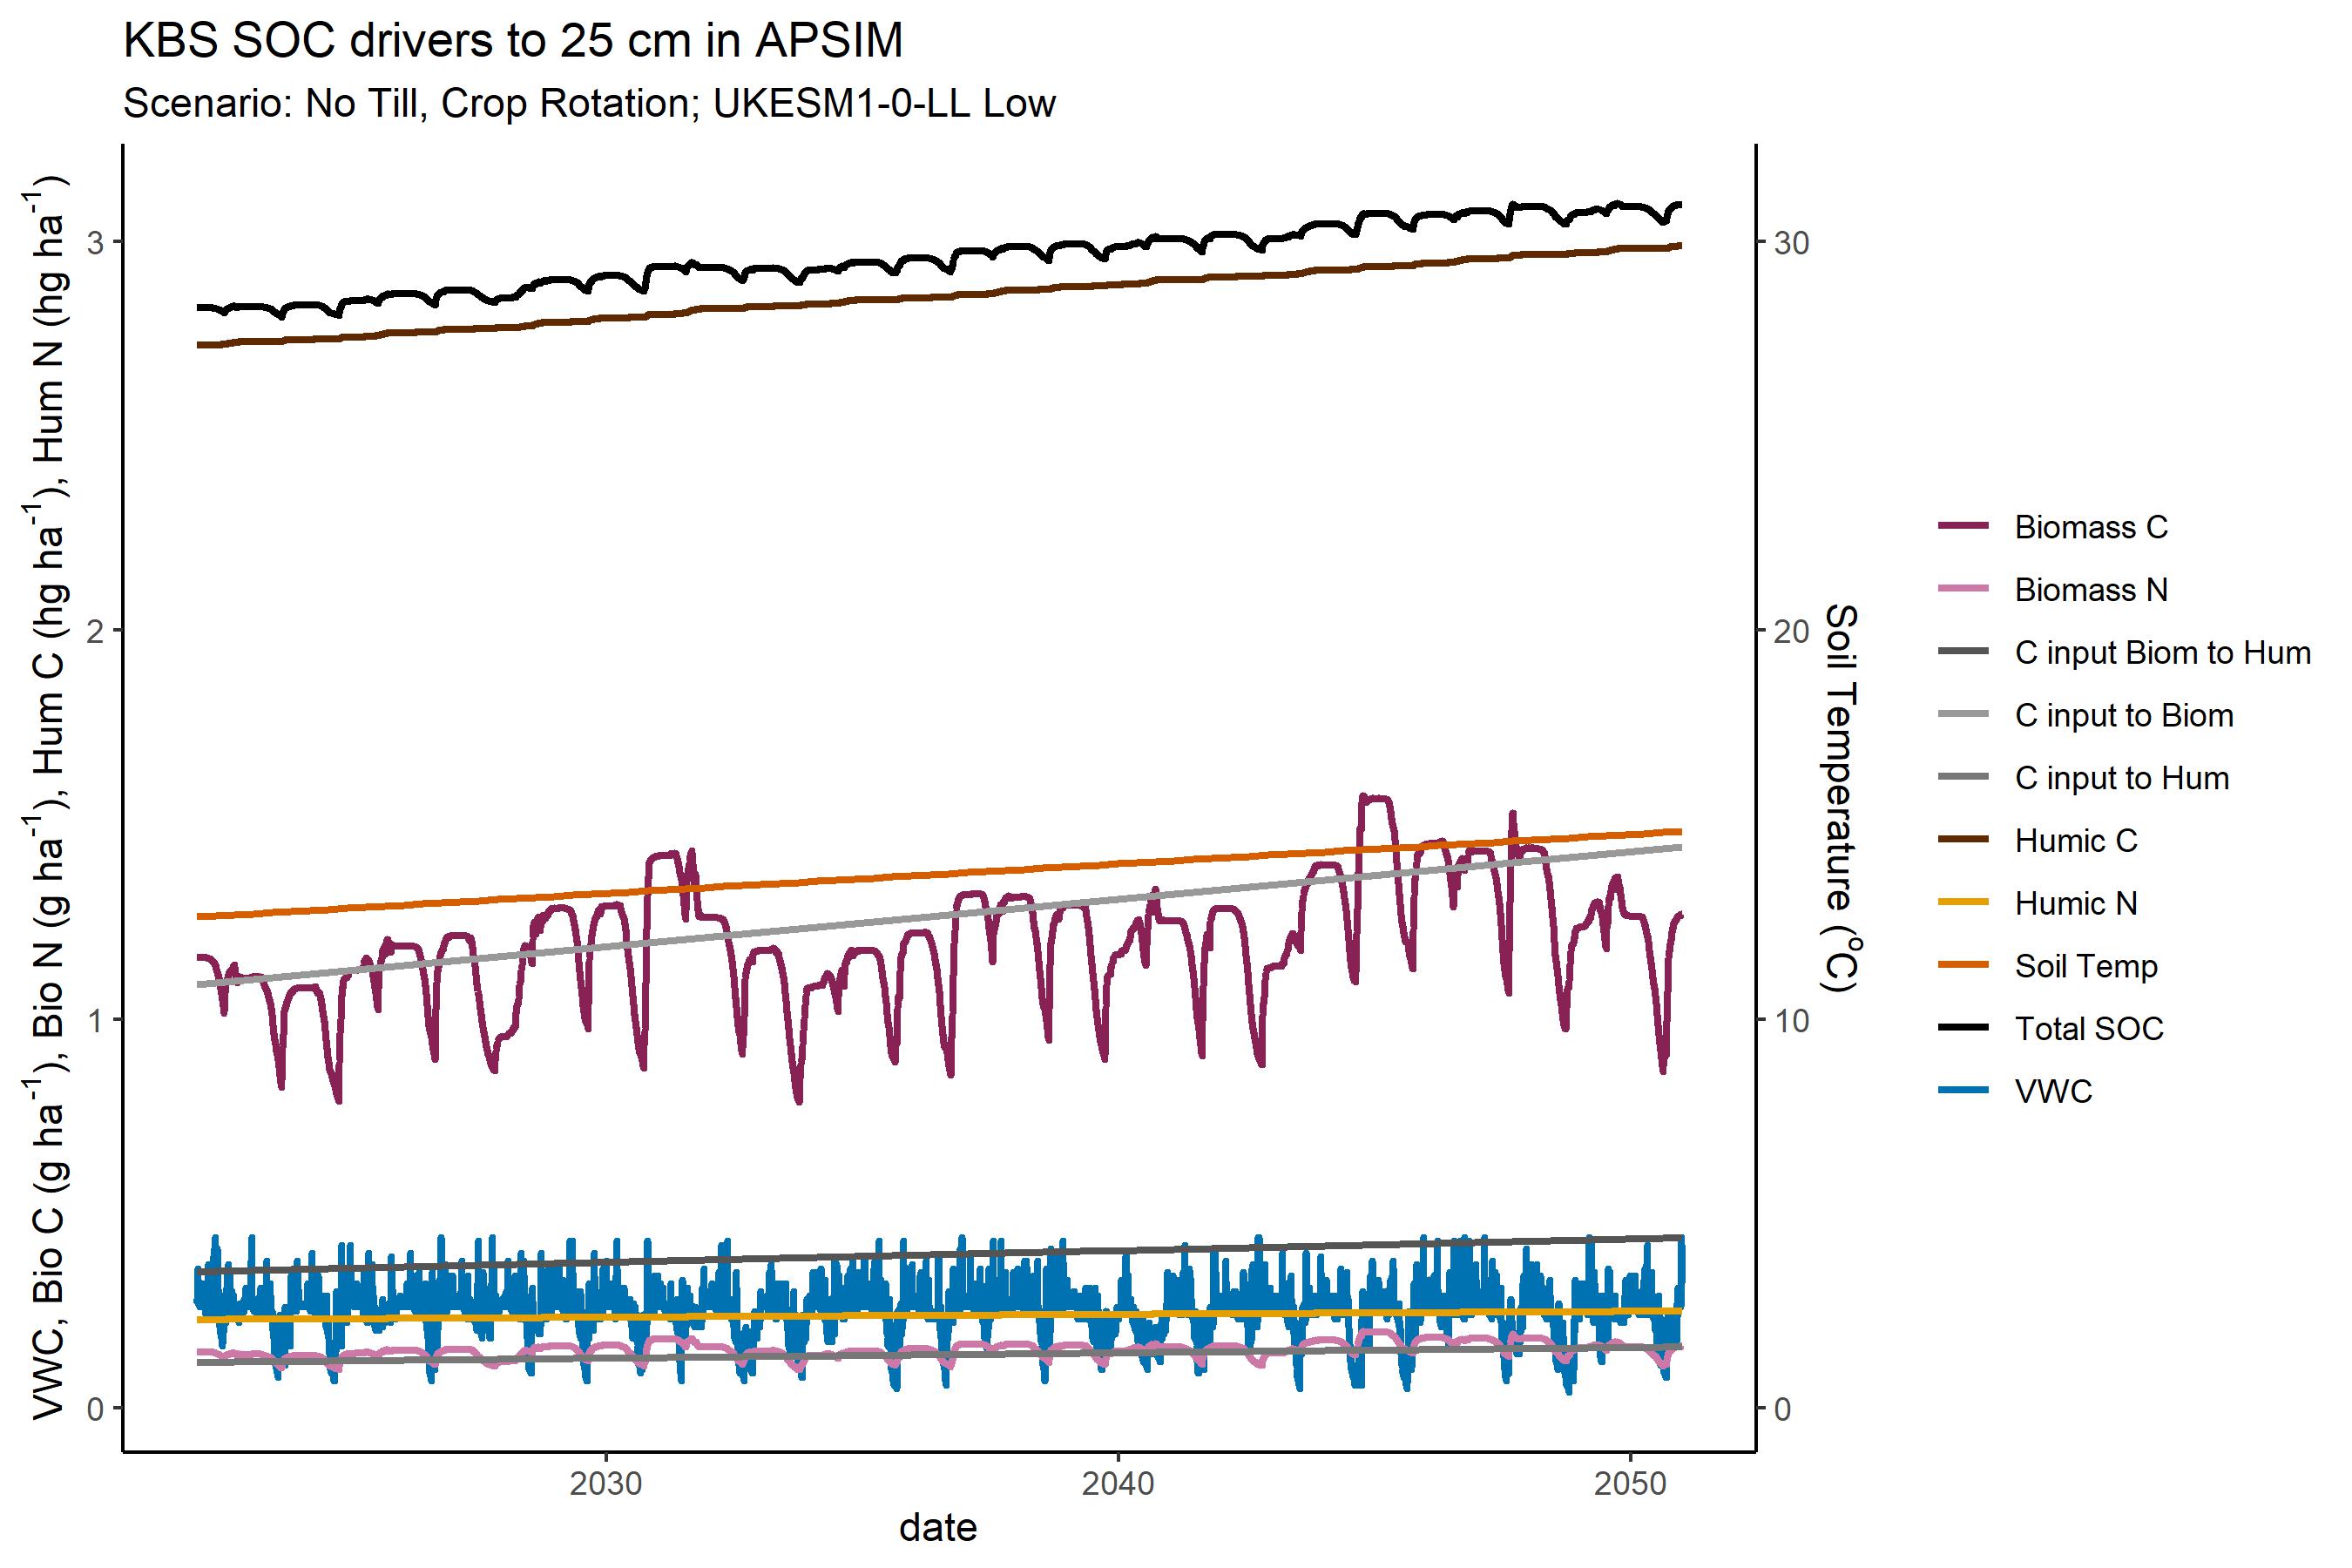 KBS SOC drivers to 25 cm in APSIM
Scenario: No Till, Crop Rotation; UKESM1-0-LL Low
VWC, Bio C (g ha⁻¹), Bio N (g ha⁻¹), Hum C (hg ha⁻¹), Hum N (hg ha⁻¹)
3
2
1
0
30
20
10
0
Soil Temperature (°C)
2030
2040
2050
date
Biomass C
Biomass N
C input Biom to Hum
C input to Biom
C input to Hum
Humic C
Humic N
Soil Temp
Total SOC
VWC